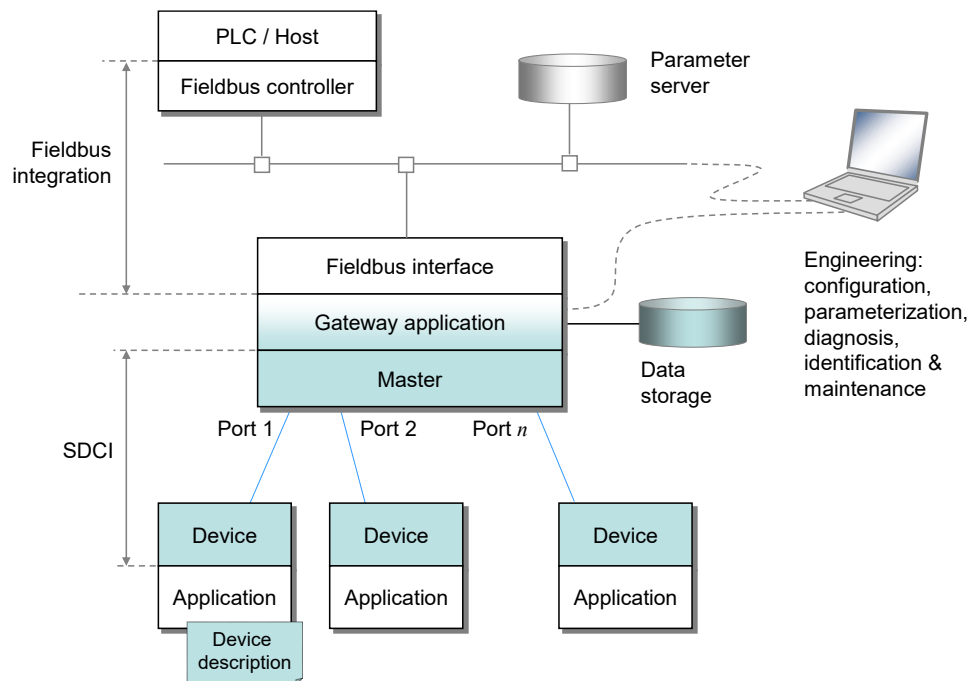 PLC / Host
Fieldbus controller
Parameter
server
Fieldbus
integration
Fieldbus interface
Gateway application
Master
Data
storage
Engineering:
configuration,
parameterization,
diagnosis,
identification &
maintenance
Port 1
Port 2
Port n
SDCI
Device
Device
Device
Application
Application
Application
Device
description